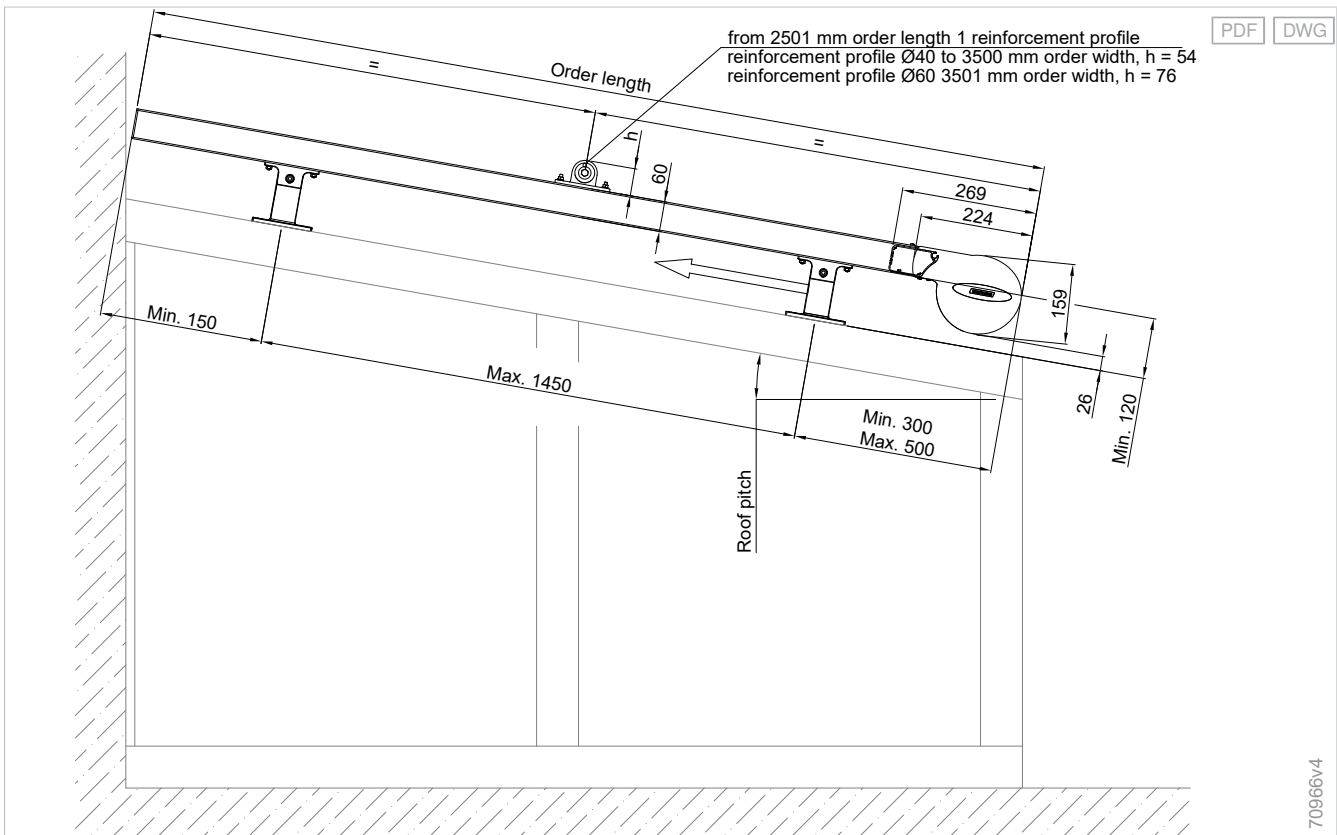 PDF DWG
from 2501 mm order length 1 reinforcement profile
reinforcement profile Ø40 to 3500 mm order width, h = 54
reinforcement profile Ø60 3501 mm order width, h = 76
=
Order length
h
=
60
269
224
159
Min. 150
Max. 1450
26
Min. 120
Min. 300
Max. 500
Roof pitch
70966v4